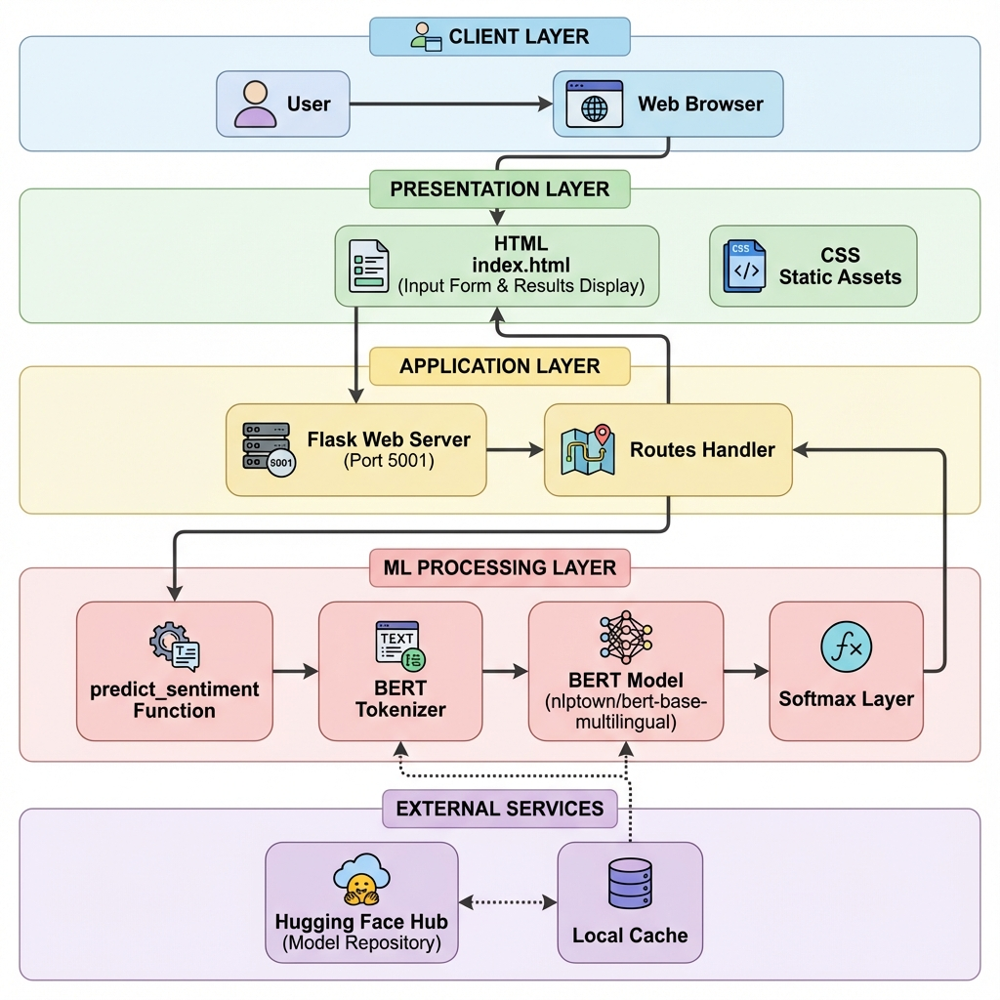 CLIENT LAYER
User
Web Browser
PRESENTATION LAYER
HTML
index.html
(Input Form & Results Display)
CSS
CSS
Static Assets
APPLICATION LAYER
5001
Flask Web Server
(Port 5001)
Routes Handler
ML PROCESSING LAYER
T
predict_sentiment
Function
TEXT
BERT
Tokenizer
BERT Model
(nlptown/bert-base-
multilingual)
fx
Softmax Layer
EXTERNAL SERVICES
Hugging Face Hub
(Model Repository)
Local Cache